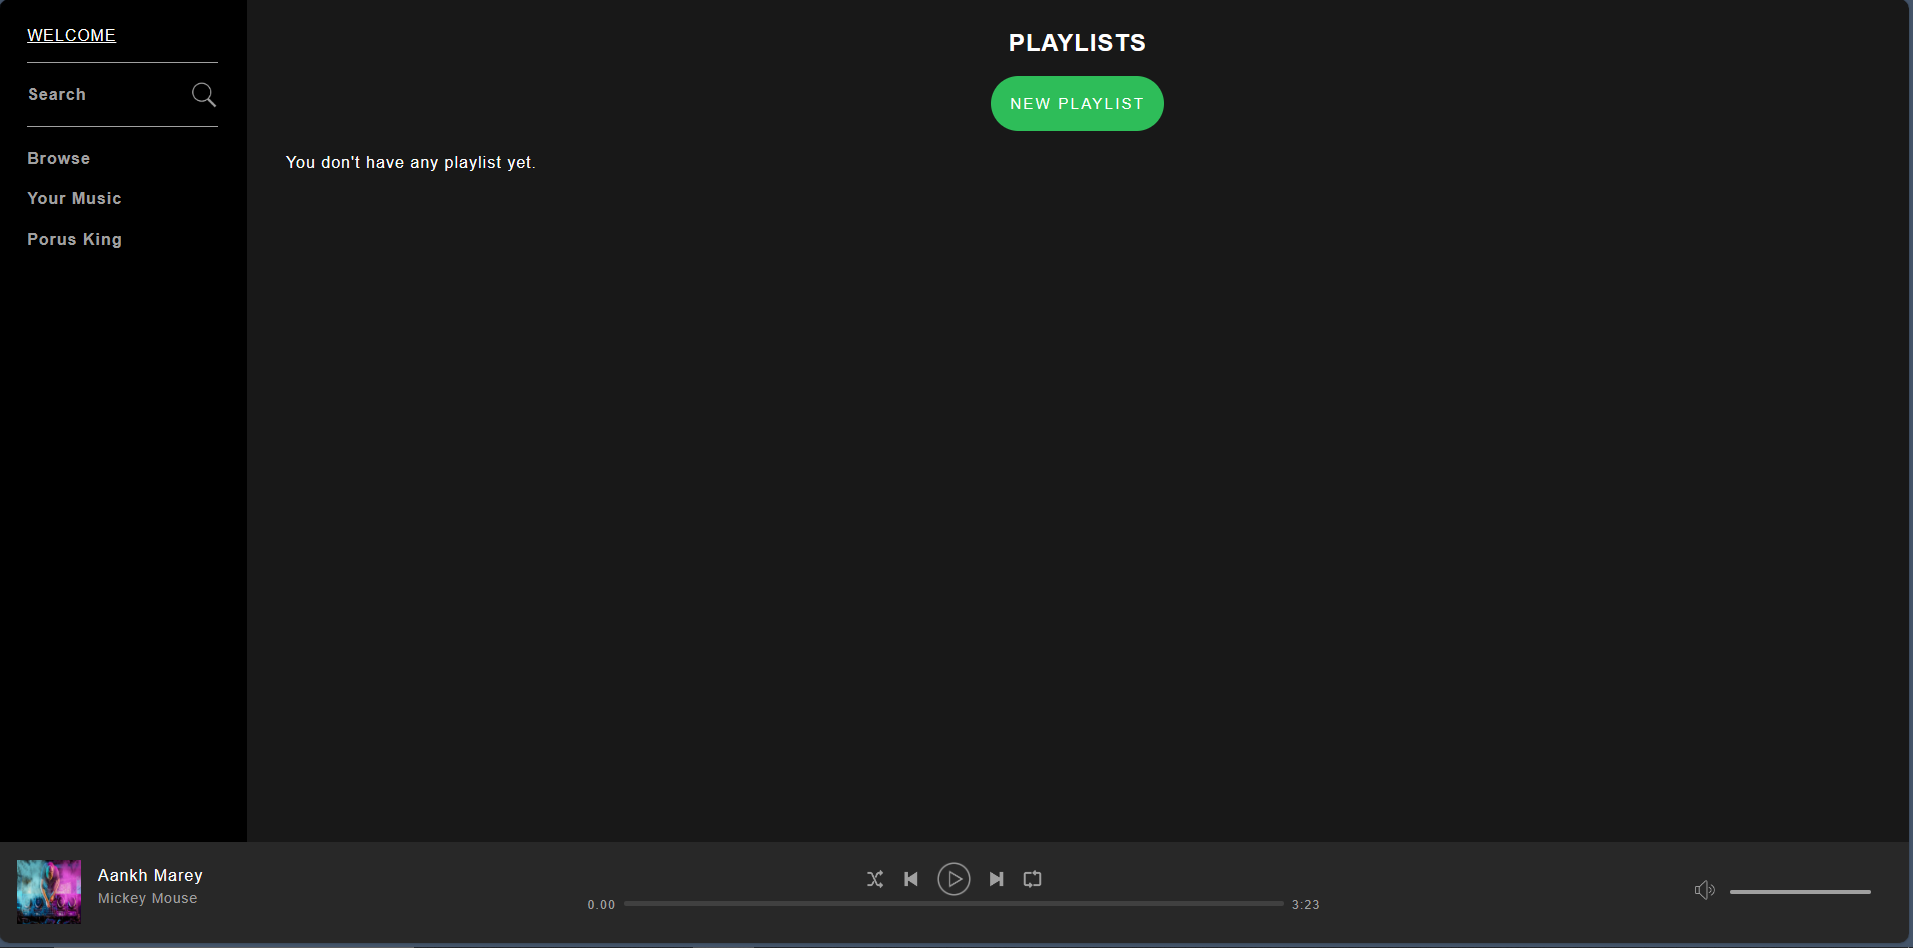 WELCOME
Search
Browse
Your Music
Porus King
PLAYLISTS
NEW PLAYLIST
You don't have any playlist yet.
Aankh Marey
Mickey Mouse
0.00
3:23